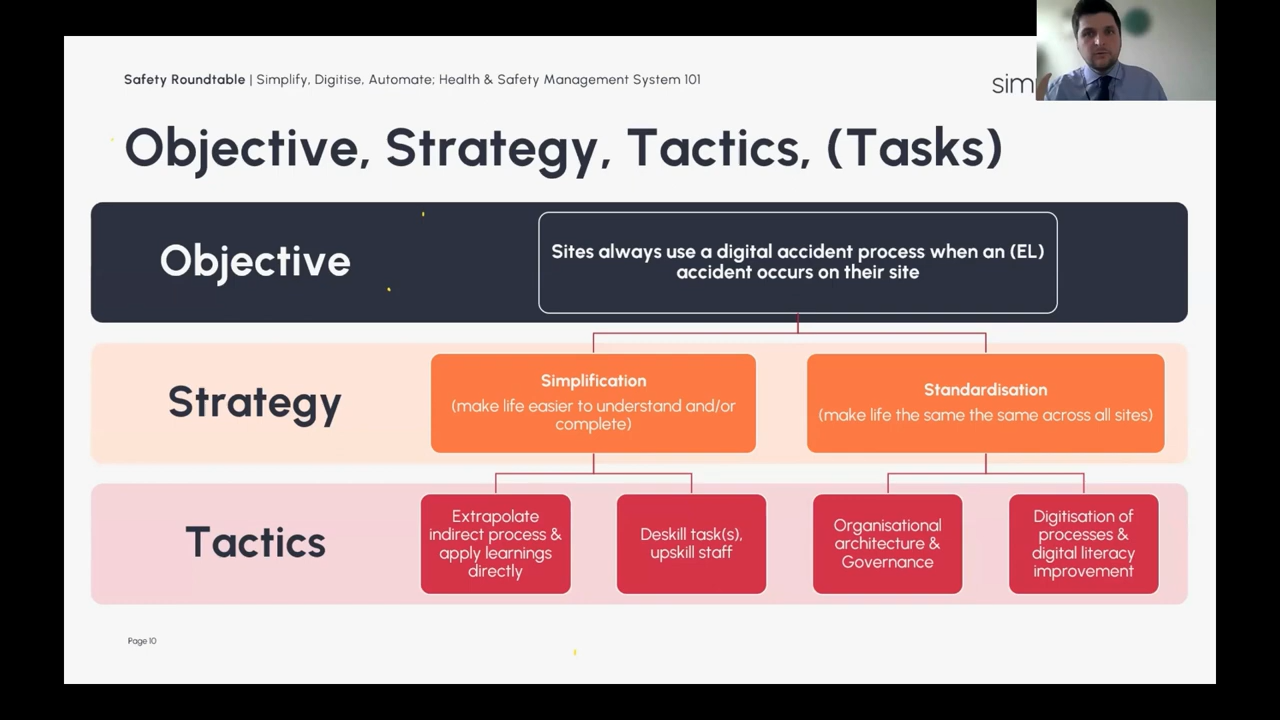 Safety Roundtable | Simplify, Digitise, Automate; Health & Safety Management System 101
Objective, Strategy, Tactics, (Tasks)
Objective
Sites always use a digital accident process when an (EL)
accident occurs on their site
Strategy
Simplification
(make life easier to understand and/or
complete)
Standardisation
(make life the same the same across all sites)
Tactics
Extrapolate
indirect process &
apply learnings
directly
Deskill task(s),
upskill staff
Organisational
architecture &
Governance
Digitisation of
processes &
digital literacy
improvement
Page 10